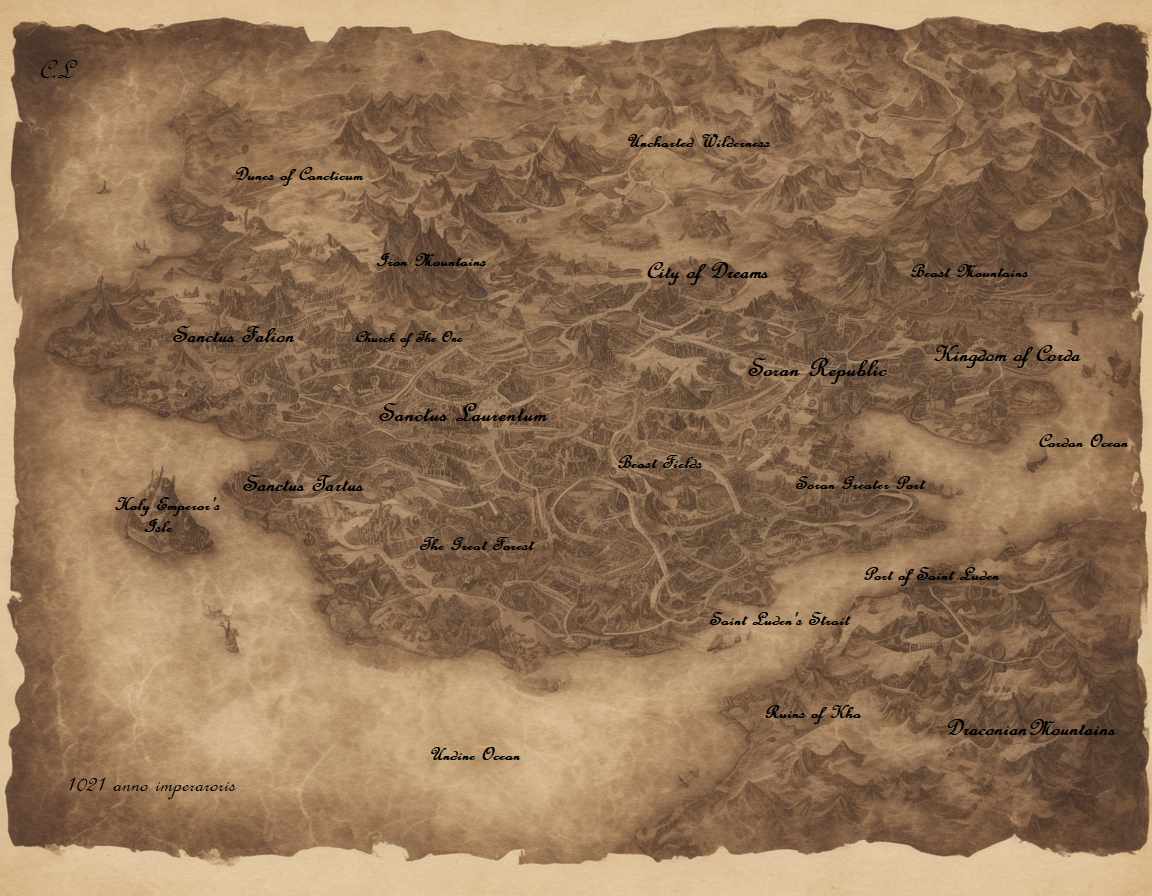 C.L
Uncharted Wilderness
Dunes of Cancticum
Iron Mountains
City of Dreams
Beast Mountains
Sanctus Falion
Church of The One
Kingdom of Corda
Soran Republic
Sanctus Laurentum
Cordan Ocean
Beast Fields
Sanctus Tartus
Soran Greater Port
Holy Emperor's
Isle
The Great Forest
Port of Saint Luden
Saint Luden's Strait
Ruins of Kha
Draconian Mountains
Undine Ocean
1021 anno imperaroris